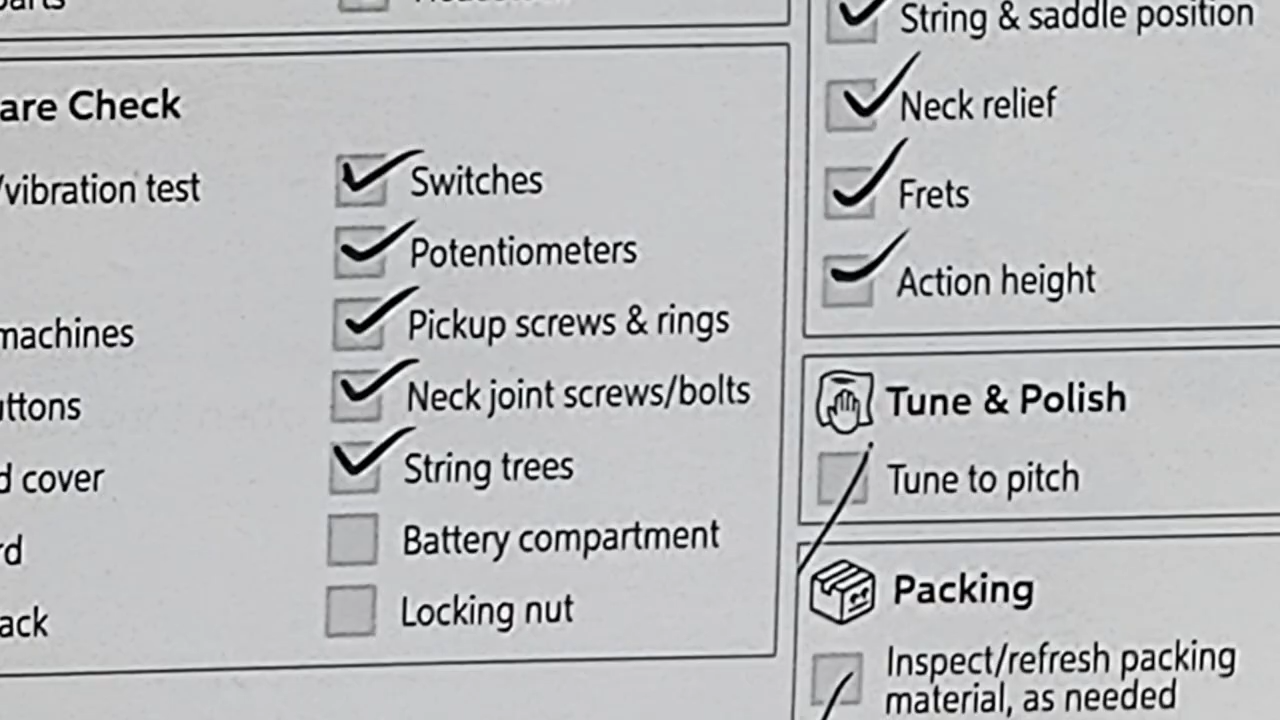 are Check
/vibration test
machines
ttons
d cover
rd
ack
Switches
Potentiometers
Pickup screws & rings
Neck joint screws/bolts
String trees
Battery compartment
Locking nut
String & saddle position
Neck relief
Frets
Action height
Tune & Polish
Tune to pitch
Packing
Inspect/refresh packing
material, as needed